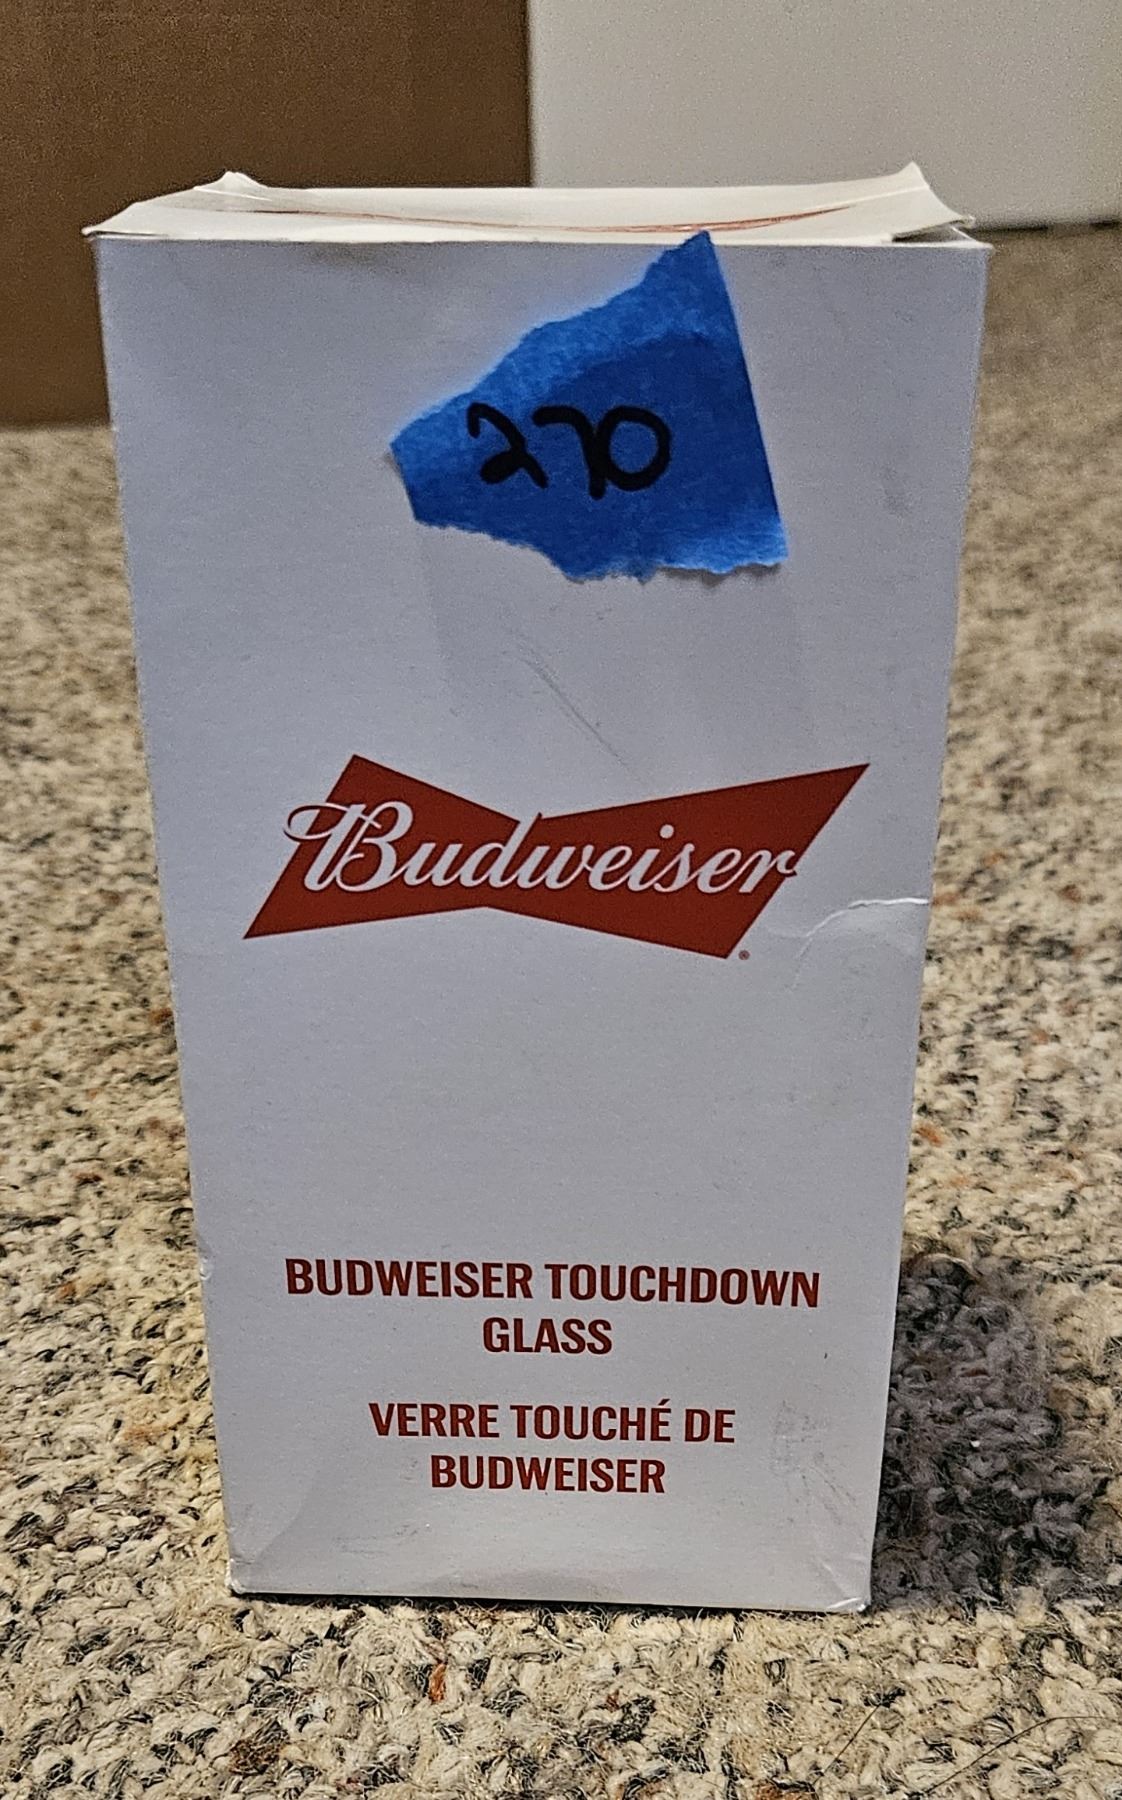 270
Budweiser
BUDWEISER TOUCHDOWN
GLASS
VERRE TOUCHÉ DE
BUDWEISER